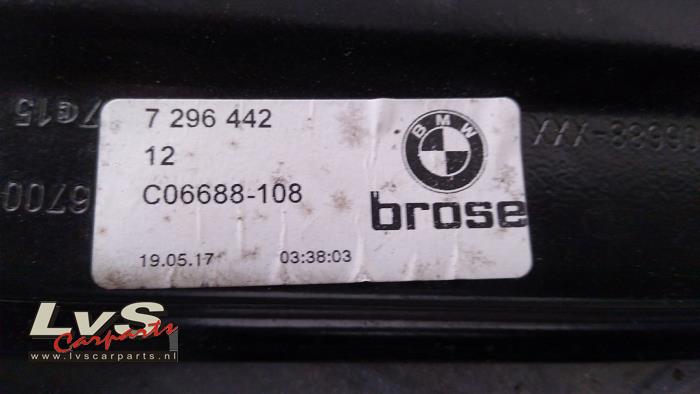 7 296 442
12
C06688-108
BMW
brose
19.05.17 03:38:03
6700
LvS
Carparts
www.lvscarparts.nl